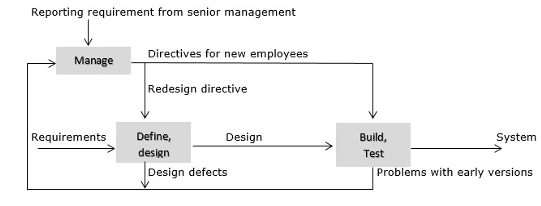 Reporting requirement from senior management
Manage
Directives for new employees
Redesign directive
Requirements
Define,
design
Design
Build,
Test
System
Design defects
Problems with early versions